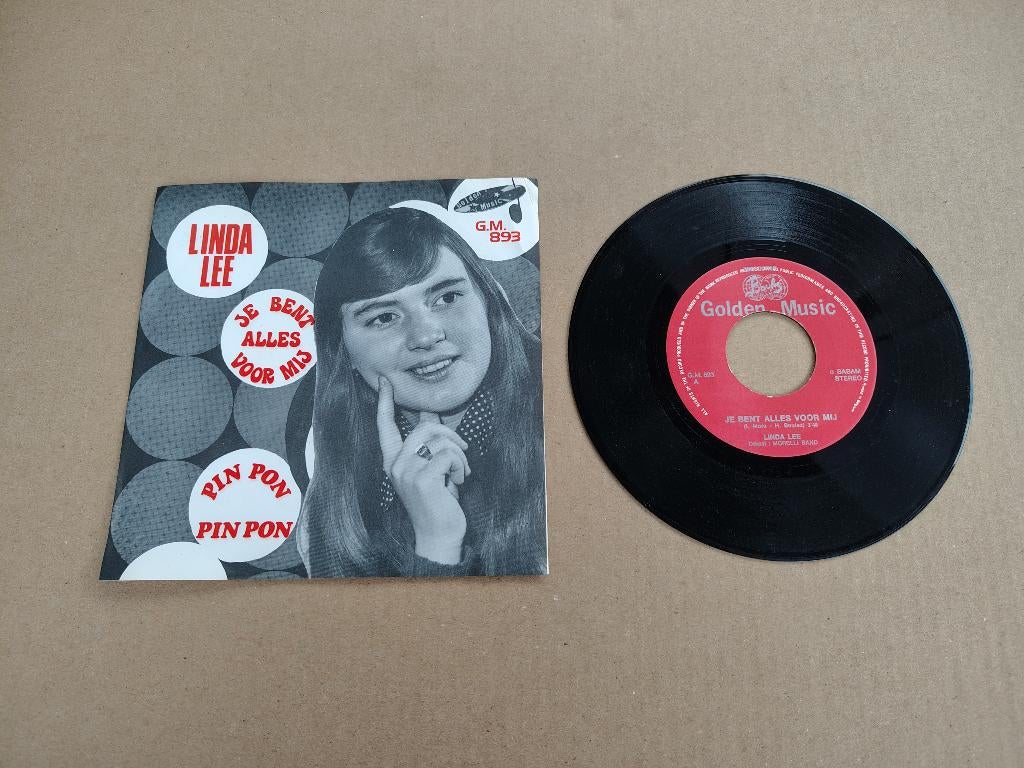 LINDA
LEE
JE BENT
ALLES
VOOR MIJ
PIN PON
PIN PON
Golden
Music
G.M.
893
Golden Music
G.M. 893
A
BABAM
STEREO
JE BENT ALLES VOOR MIJ
LINDA LEE
MORELLI BAND